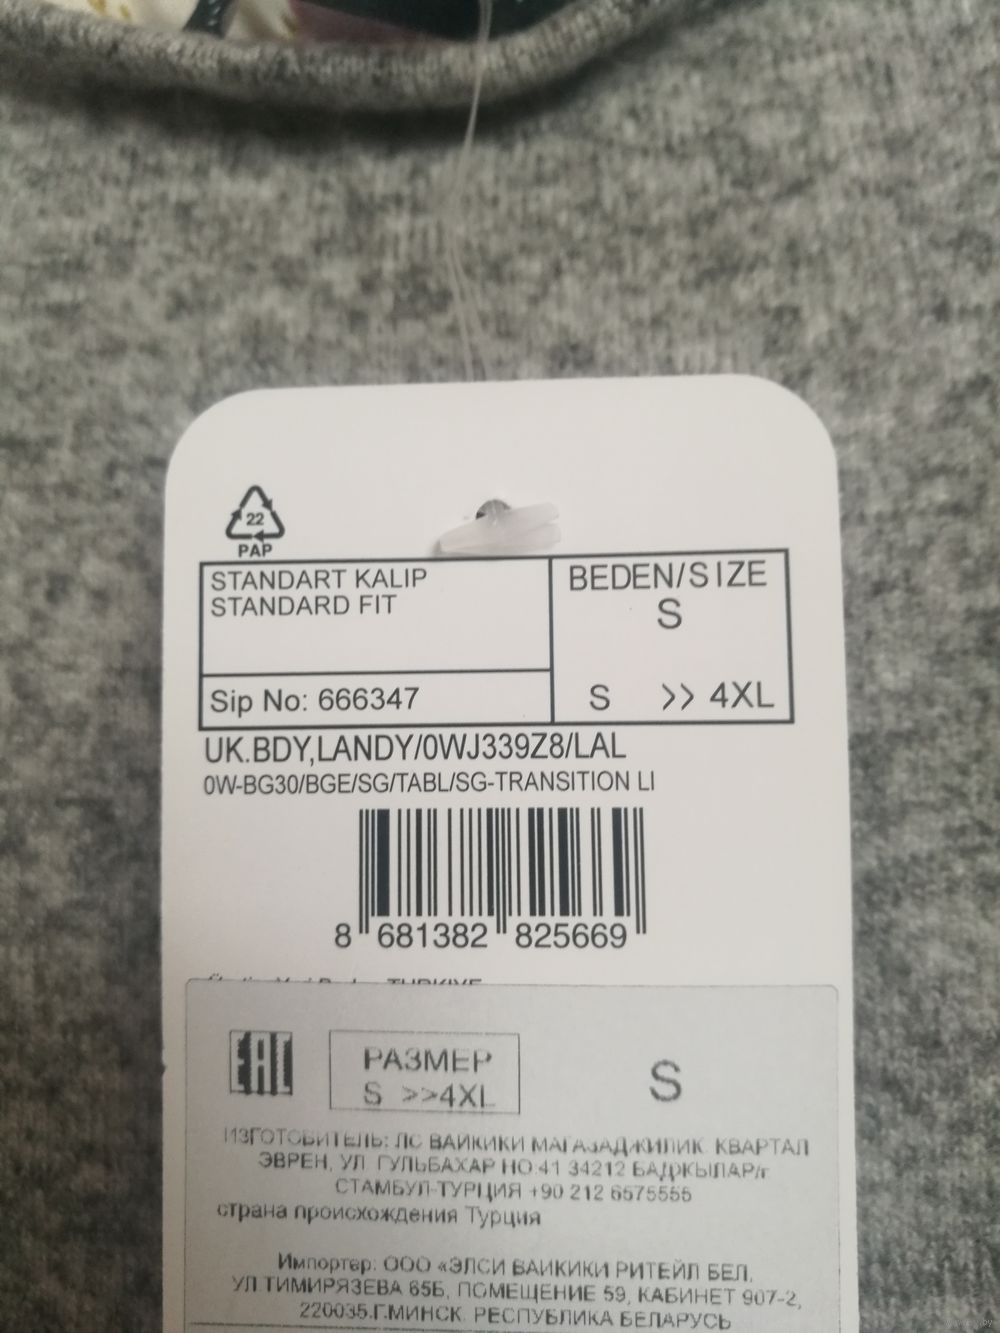 22
PAP
STANDART KALIP
STANDARD FIT
BEDEN/SIZE
S
Sip No: 666347
S >> 4XL
UK.BDY,LANDY/0WJ339Z8/LAL
0W-BG30/BGE/SG/TABL/SG-TRANSITION LI
8 681382 825669
EAC
РАЗМЕР
S >>4XL
S
ИЗГОТОВИТЕЛЬ: ЛС ВАЙКИКИ МАГАЗАДЖИЛИК. КВАРТАЛ
ЭВРЕН, УЛ. ГУЛЬБАХАР НО 41 34212 БАДЖЫЛАР/г
СТАМБУЛ-ТУРЦИЯ +90 212 6575555
страна происхождения Турция
Импортер: ООО «ЭЛСИ ВАИКИКИ РИТЕЙЛ БЕЛ,
УЛ.ТИМИРЯЗЕВА 65Б, ПОМЕЩЕНИЕ 59, КАБИНЕТ 907-2,
220035.Г.МИНСК. РЕСПУБЛИКА БЕЛАРУСЬ